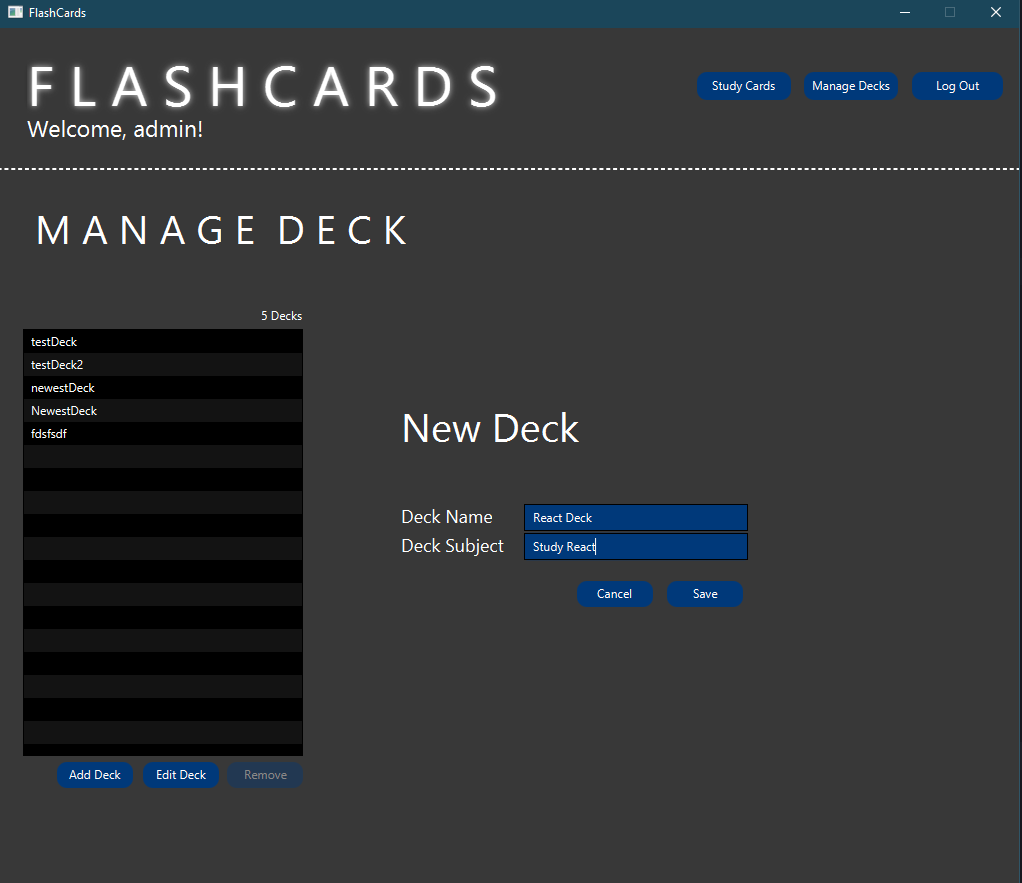 FlashCards
FLASHCARDS
Welcome, admin!
Study Cards
Manage Decks
Log Out
MANAGE DECK
5 Decks
testDeck
testDeck2
newestDeck
NewestDeck
fdsfsdf
New Deck
Deck Name React Deck
Deck Subject Study React
Cancel
Save
Add Deck
Edit Deck
Remove